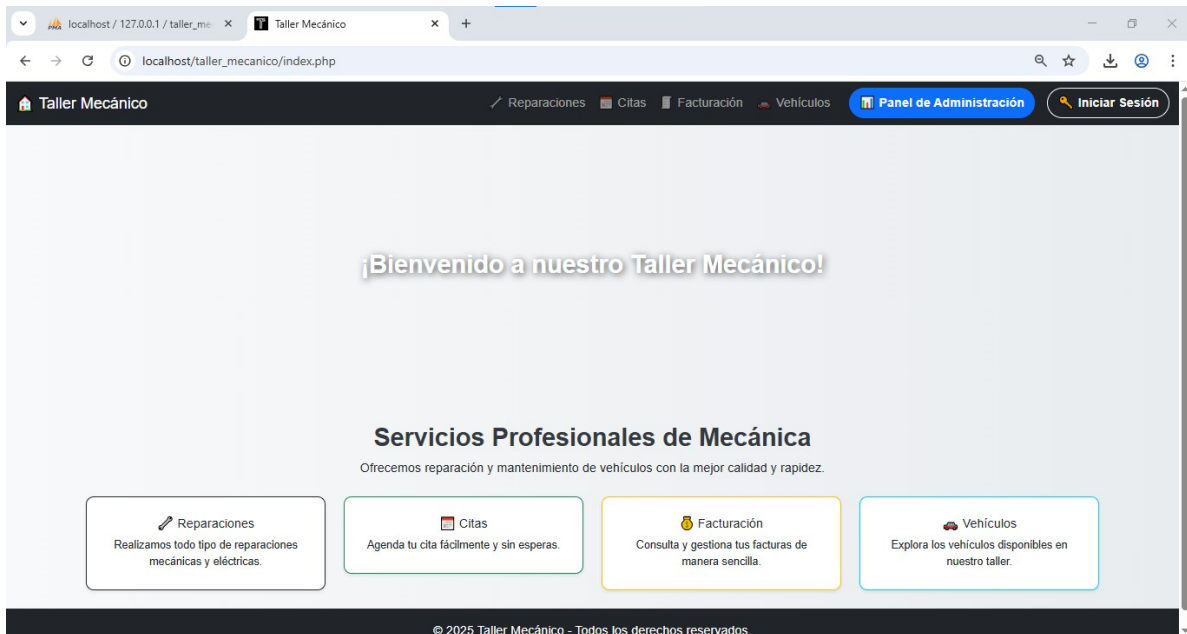 localhost / 127.0.0.1 / taller_me
Taller Mecánico
localhost/taller_mecanico/index.php
Taller Mecánico
Reparaciones
Citas
Facturación
Vehículos
Panel de Administración
Iniciar Sesión
¡Bienvenido a nuestro Taller Mecánico!
Servicios Profesionales de Mecánica
Ofrecemos reparación y mantenimiento de vehículos con la mejor calidad y rapidez.
Reparaciones
Realizamos todo tipo de reparaciones
mecánicas y eléctricas.
Citas
Agenda tu cita fácilmente y sin esperas.
Facturación
Consulta y gestiona tus facturas de
manera sencilla.
Vehículos
Explora los vehículos disponibles en
nuestro taller.
© 2025 Taller Mecánico - Todos los derechos reservados